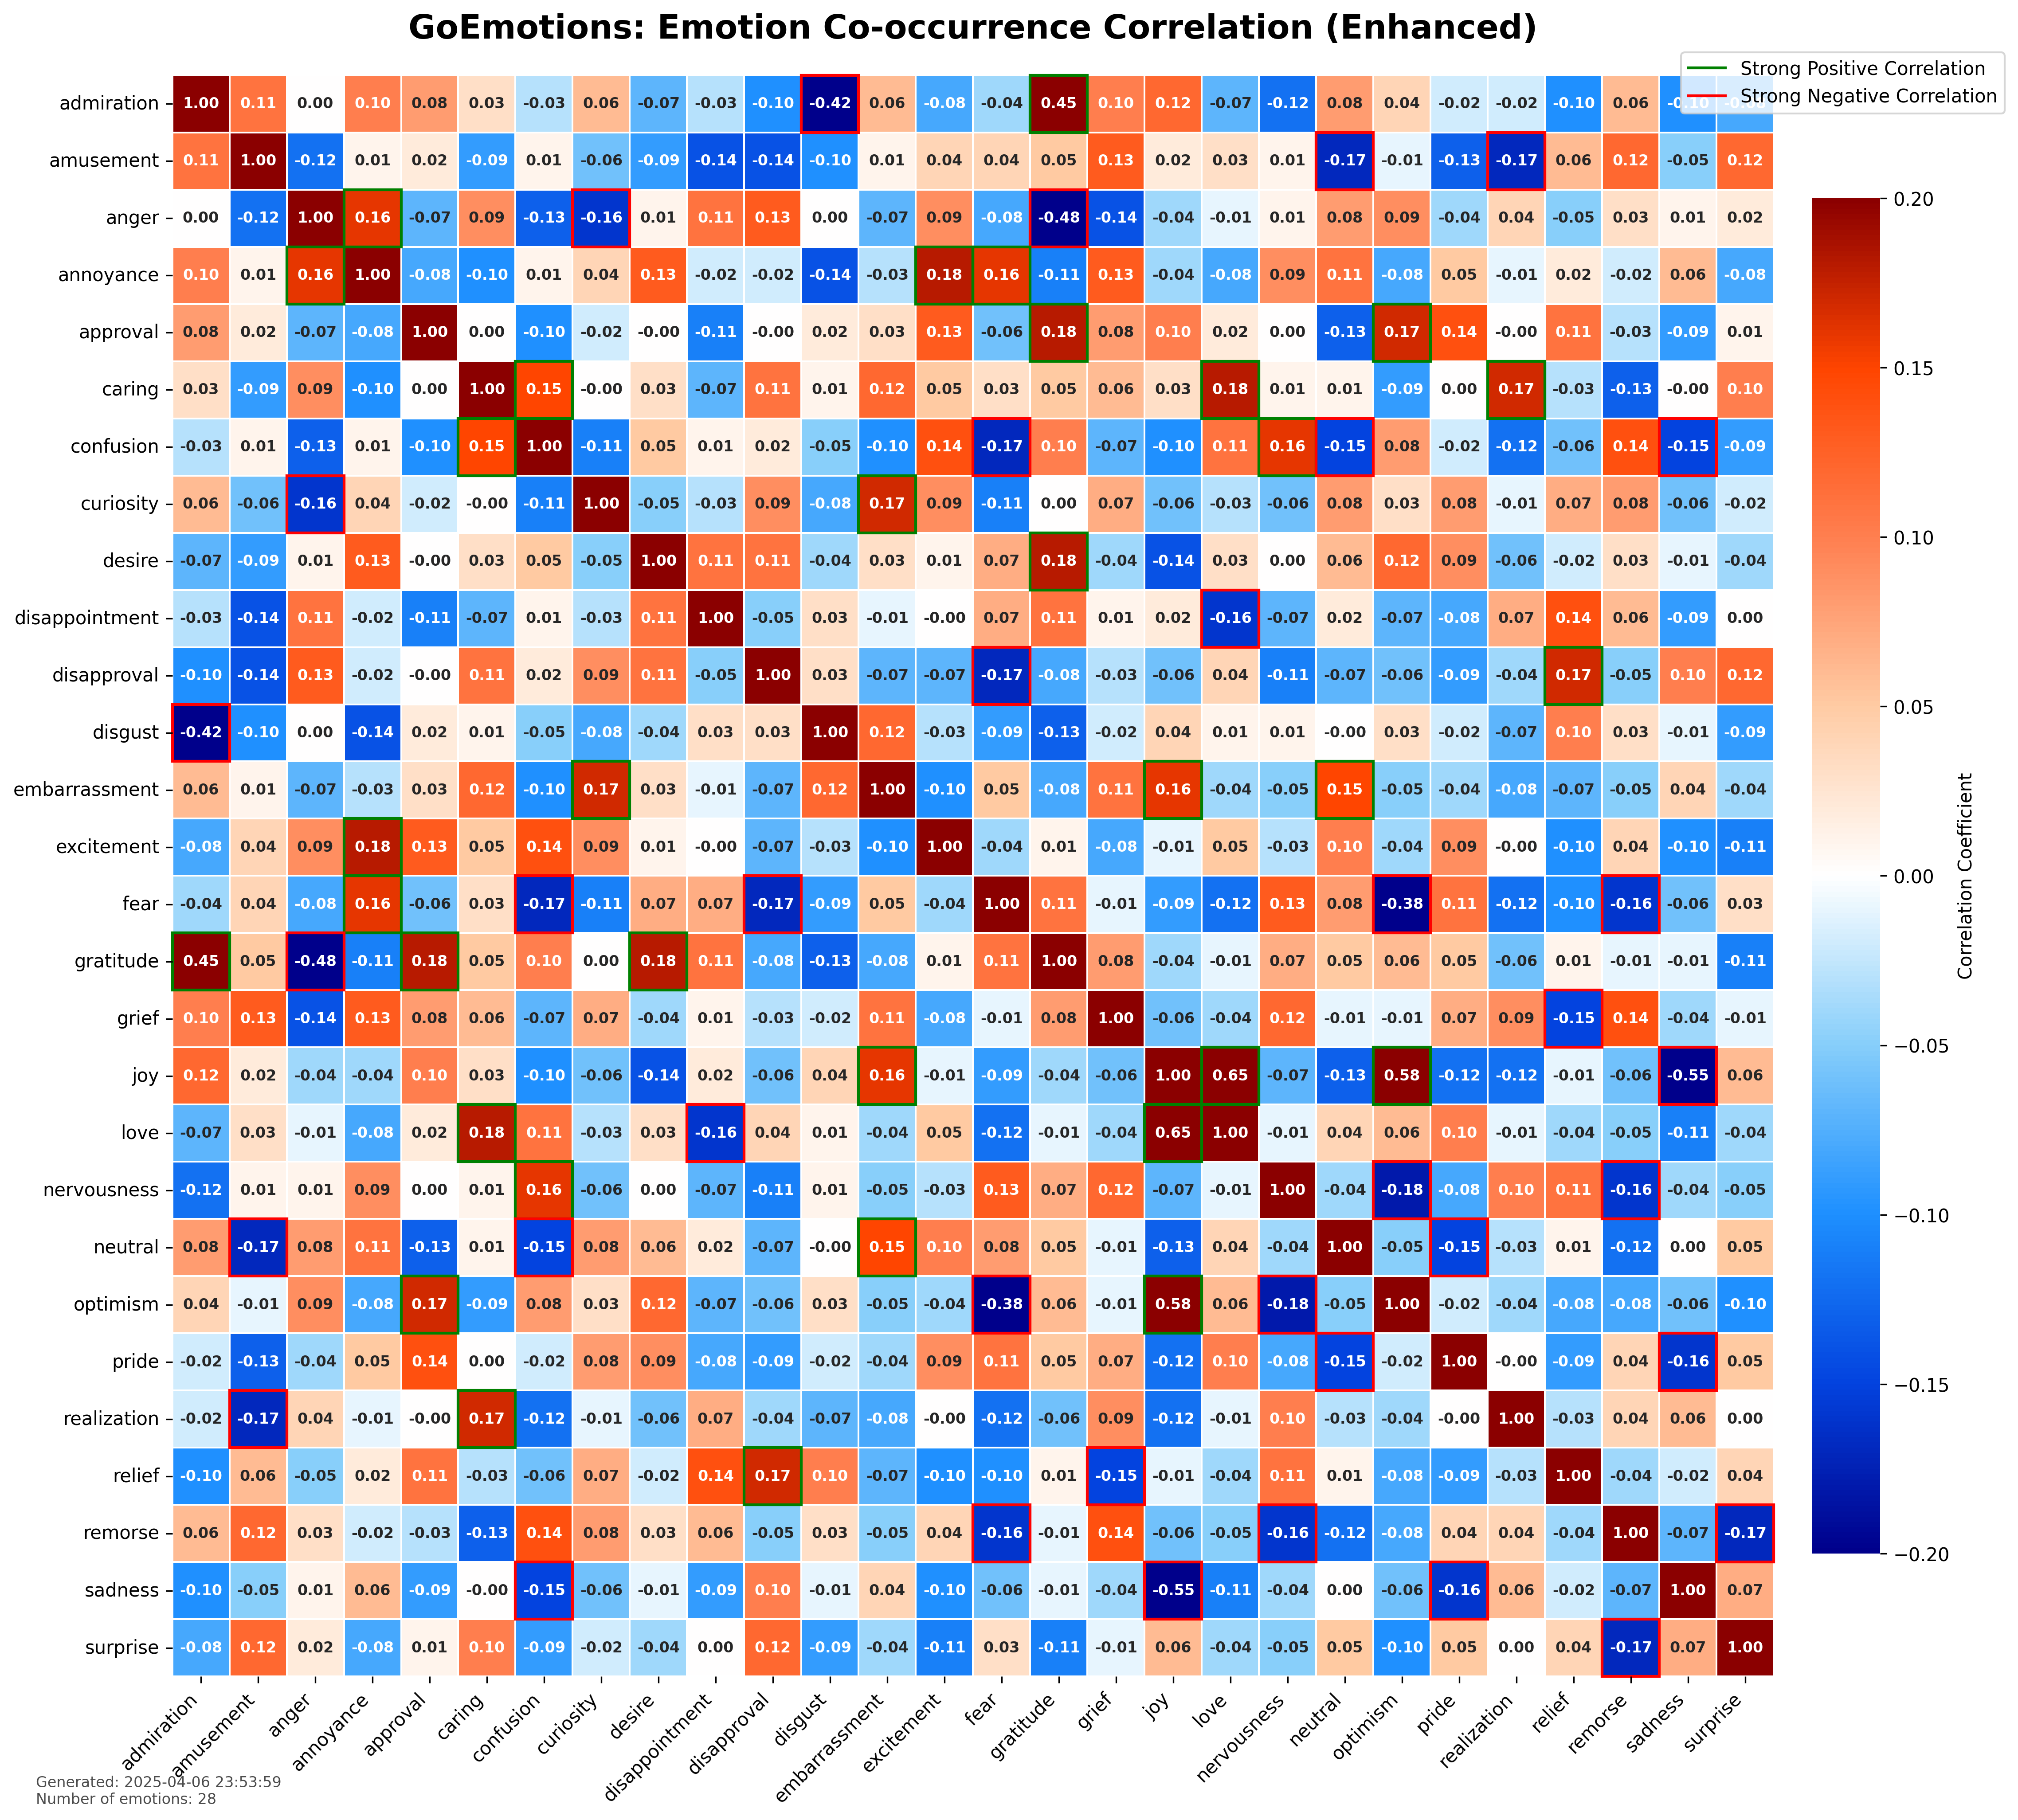 GoEmotions: Emotion Co-occurrence Correlation (Enhanced)
Strong Positive Correlation
Strong Negative Correlation
admiration 1.00 0.11 0.00 0.10 0.08 0.03 -0.03 0.06 -0.07 -0.03 -0.10 -0.42 0.06 -0.08 -0.04 0.45 0.10 0.12 -0.07 -0.12 0.08 0.04 -0.02 -0.02 -0.10 0.06 -0.10 -0.08
amusement 0.11 1.00 -0.12 0.01 0.02 -0.09 0.01 -0.06 -0.09 -0.14 -0.14 -0.10 0.01 0.04 0.04 0.05 0.13 0.02 0.03 0.01 -0.17 -0.01 -0.13 -0.17 0.06 0.12 -0.05 0.12
anger 0.00 -0.12 1.00 0.16 -0.07 0.09 -0.13 -0.16 0.01 0.11 0.13 0.00 -0.07 0.09 -0.08 -0.48 -0.14 -0.04 -0.01 0.01 0.08 0.09 -0.04 0.04 -0.05 0.03 0.01 0.02
annoyance 0.10 0.01 0.16 1.00 -0.08 -0.10 0.01 0.04 0.13 -0.02 -0.02 -0.14 -0.03 0.18 0.16 -0.11 0.13 -0.04 -0.08 0.09 0.11 -0.08 0.05 -0.01 0.02 -0.02 0.06 -0.08
approval 0.08 0.02 -0.07 -0.08 1.00 0.00 -0.10 -0.02 -0.00 -0.11 -0.00 0.02 0.03 0.13 -0.06 0.18 0.08 0.10 0.02 0.00 -0.13 0.17 0.14 -0.00 0.11 -0.03 -0.09 0.01
caring 0.03 -0.09 0.09 -0.10 0.00 1.00 0.15 -0.00 0.03 -0.07 0.11 0.01 0.12 0.05 0.03 0.05 0.06 0.03 0.18 0.01 0.01 -0.09 0.00 0.17 -0.03 -0.13 -0.00 0.10
confusion -0.03 0.01 -0.13 0.01 -0.10 0.15 1.00 -0.11 0.05 0.01 0.02 -0.05 -0.10 0.14 -0.17 0.10 -0.07 -0.10 0.11 0.16 -0.15 0.08 -0.02 -0.12 -0.06 0.14 -0.15 -0.09
curiosity 0.06 -0.06 -0.16 0.04 -0.02 -0.00 -0.11 1.00 -0.05 -0.03 0.09 -0.08 0.17 0.09 -0.11 0.00 0.07 -0.06 -0.03 -0.06 0.08 0.03 0.08 -0.01 0.07 0.08 -0.06 -0.02
desire -0.07 -0.09 0.01 0.13 -0.00 0.03 0.05 -0.05 1.00 0.11 0.11 -0.04 0.03 0.01 0.07 0.18 -0.04 -0.14 0.03 0.00 0.06 0.12 0.09 -0.06 -0.02 0.03 -0.01 -0.04
disappointment -0.03 -0.14 0.11 -0.02 -0.11 -0.07 0.01 -0.03 0.11 1.00 -0.05 0.03 -0.01 -0.00 0.07 0.11 0.01 0.02 -0.16 -0.07 0.02 -0.07 -0.08 0.07 0.14 0.06 -0.09 0.00
disapproval -0.10 -0.14 0.13 -0.02 -0.00 0.11 0.02 0.09 0.11 -0.05 1.00 0.03 -0.07 -0.07 -0.17 -0.08 -0.03 -0.06 0.04 -0.11 -0.07 -0.06 -0.09 -0.04 0.17 -0.05 0.10 0.12
disgust -0.42 -0.10 0.00 -0.14 0.02 0.01 -0.05 -0.08 -0.04 0.03 0.03 1.00 0.12 -0.03 -0.09 -0.13 -0.02 0.04 0.01 0.01 -0.00 0.03 -0.02 -0.07 0.10 0.03 -0.01 -0.09
embarrassment 0.06 0.01 -0.07 -0.03 0.03 0.12 -0.10 0.17 0.03 -0.01 -0.07 0.12 1.00 -0.10 0.05 -0.08 0.11 0.16 -0.04 -0.05 0.15 -0.05 -0.04 -0.08 -0.07 -0.05 0.04 -0.04
excitement -0.08 0.04 0.09 0.18 0.13 0.05 0.14 0.09 0.01 -0.00 -0.07 -0.03 -0.10 1.00 -0.04 0.01 -0.08 -0.01 0.05 -0.03 0.10 -0.04 0.09 -0.00 -0.10 0.04 -0.10 -0.11
fear -0.04 0.04 -0.08 0.16 -0.06 0.03 -0.17 -0.11 0.07 0.07 -0.17 -0.09 0.05 -0.04 1.00 0.11 -0.01 -0.09 -0.12 0.13 0.08 -0.38 0.11 -0.12 -0.10 -0.16 -0.06 0.03
gratitude 0.45 0.05 -0.48 -0.11 0.18 0.05 0.10 0.00 0.18 0.11 -0.08 -0.13 -0.08 0.01 0.11 1.00 0.08 -0.04 -0.01 0.07 0.05 0.06 0.05 -0.06 0.01 -0.01 -0.01 -0.11
grief 0.10 0.13 -0.14 0.13 0.08 0.06 -0.07 0.07 -0.04 0.01 -0.03 -0.02 0.11 -0.08 -0.01 0.08 1.00 -0.06 -0.04 0.12 -0.01 -0.01 0.07 0.09 -0.15 0.14 -0.04 -0.01
joy 0.12 0.02 -0.04 -0.04 0.10 0.03 -0.10 -0.06 -0.14 0.02 -0.06 0.04 0.16 -0.01 -0.09 -0.04 -0.06 1.00 0.65 -0.07 -0.13 0.58 -0.12 -0.12 -0.01 -0.06 -0.55 0.06
love -0.07 0.03 -0.01 -0.08 0.02 0.18 0.11 -0.03 0.03 -0.16 0.04 0.01 -0.04 0.05 -0.12 -0.01 -0.04 0.65 1.00 -0.01 0.04 0.06 0.10 -0.01 -0.04 -0.05 -0.11 -0.04
nervousness -0.12 0.01 0.01 0.09 0.00 0.01 0.16 -0.06 0.00 -0.07 -0.11 0.01 -0.05 -0.03 0.13 0.07 0.12 -0.07 -0.01 1.00 -0.04 -0.18 -0.08 0.10 0.11 -0.16 -0.04 -0.05
neutral 0.08 -0.17 0.08 0.11 -0.13 0.01 -0.15 0.08 0.06 0.02 -0.07 -0.00 0.15 0.10 0.08 0.05 -0.01 -0.13 0.04 -0.04 1.00 -0.05 -0.15 -0.03 0.01 -0.12 0.00 0.05
optimism 0.04 -0.01 0.09 -0.08 0.17 -0.09 0.08 0.03 0.12 -0.07 -0.06 0.03 -0.05 -0.04 -0.38 0.06 -0.01 0.58 0.06 -0.18 -0.05 1.00 -0.02 -0.04 -0.08 -0.08 -0.06 -0.10
pride -0.02 -0.13 -0.04 0.05 0.14 0.00 -0.02 0.08 0.09 -0.08 -0.09 -0.02 -0.04 0.09 0.11 0.05 0.07 -0.12 0.10 -0.08 -0.15 -0.02 1.00 -0.00 -0.09 0.04 -0.16 0.05
realization -0.02 -0.17 0.04 -0.01 -0.00 0.17 -0.12 -0.01 -0.06 0.07 -0.04 -0.07 -0.08 -0.00 -0.12 -0.06 0.09 -0.12 -0.01 0.10 -0.03 -0.04 -0.00 1.00 -0.03 0.04 0.06 0.00
relief -0.10 0.06 -0.05 0.02 0.11 -0.03 -0.06 0.07 -0.02 0.14 0.17 0.10 -0.07 -0.10 -0.10 0.01 -0.15 -0.01 -0.04 0.11 0.01 -0.08 -0.09 -0.03 1.00 -0.04 -0.02 0.04
remorse 0.06 0.12 0.03 -0.02 -0.03 -0.13 0.14 0.08 0.03 0.06 -0.05 0.03 -0.05 0.04 -0.16 -0.01 0.14 -0.06 -0.05 -0.16 -0.12 -0.08 0.04 0.04 -0.04 1.00 -0.07 -0.17
sadness -0.10 -0.05 0.01 0.06 -0.09 -0.00 -0.15 -0.06 -0.01 -0.09 0.10 -0.01 0.04 -0.10 -0.06 -0.01 -0.04 -0.55 -0.11 -0.04 0.00 -0.06 -0.16 0.06 -0.02 -0.07 1.00 0.07
surprise -0.08 0.12 0.02 -0.08 0.01 0.10 -0.09 -0.02 -0.04 0.00 0.12 -0.09 -0.04 -0.11 0.03 -0.11 -0.01 0.06 -0.04 -0.05 0.05 -0.10 0.05 0.00 0.04 -0.17 0.07 1.00
admiration amusement anger annoyance approval caring confusion curiosity desire disappointment disapproval disgust embarrassment excitement fear gratitude grief joy love nervousness neutral optimism pride realization relief remorse sadness surprise
0.20
0.15
0.10
0.05
0.00
−0.05
−0.10
−0.15
−0.20
Correlation Coefficient
Generated: 2025-04-06 23:53:59
Number of emotions: 28